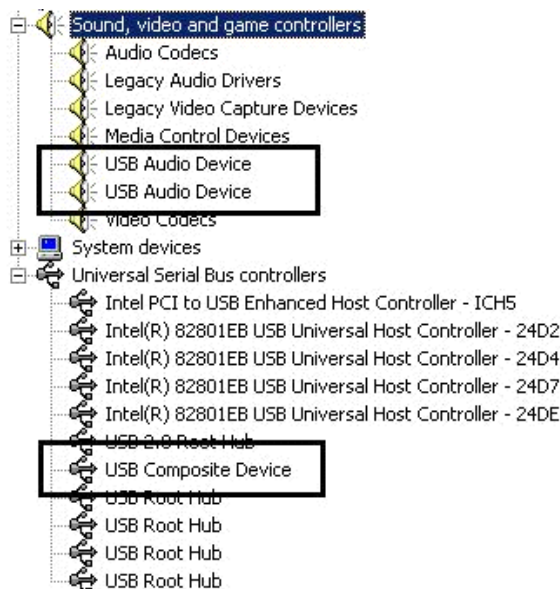 Sound, video and game controllers
Audio Codecs
Legacy Audio Drivers
Legacy Video Capture Devices
Media Control Devices
USB Audio Device
USB Audio Device
Video Codecs
System devices
Universal Serial Bus controllers
Intel PCI to USB Enhanced Host Controller - ICH5
Intel(R) 82801EB USB Universal Host Controller - 24D2
Intel(R) 82801EB USB Universal Host Controller - 24D4
Intel(R) 82801EB USB Universal Host Controller - 24D7
Intel(R) 82801EB USB Universal Host Controller - 24DE
USB 2.0 Root Hub
USB Composite Device
USB Root Hub
USB Root Hub
USB Root Hub
USB Root Hub